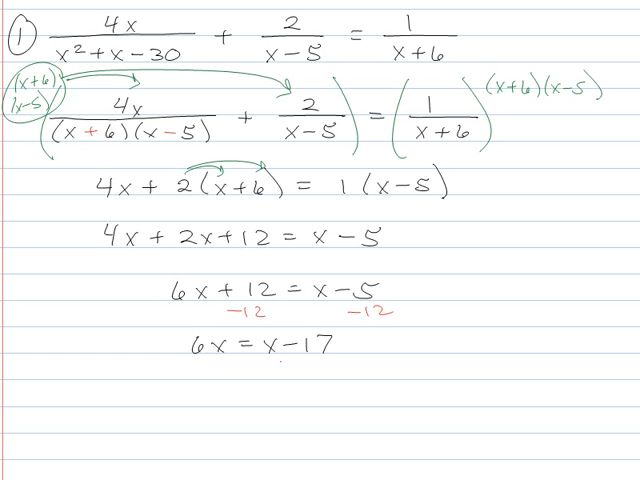 ① 4x/(x² + x - 30) + 2/(x - 5) = 1/(x + 6)
(x+6)(x-5) (4x/((x + 6)(x - 5)) + 2/(x - 5)) = (1/(x + 6)) (x+6)(x-5)
4x + 2(x+6) = 1(x-5)
4x + 2x + 12 = x - 5
6x + 12 = x - 5
-12 -12
6x = x - 17